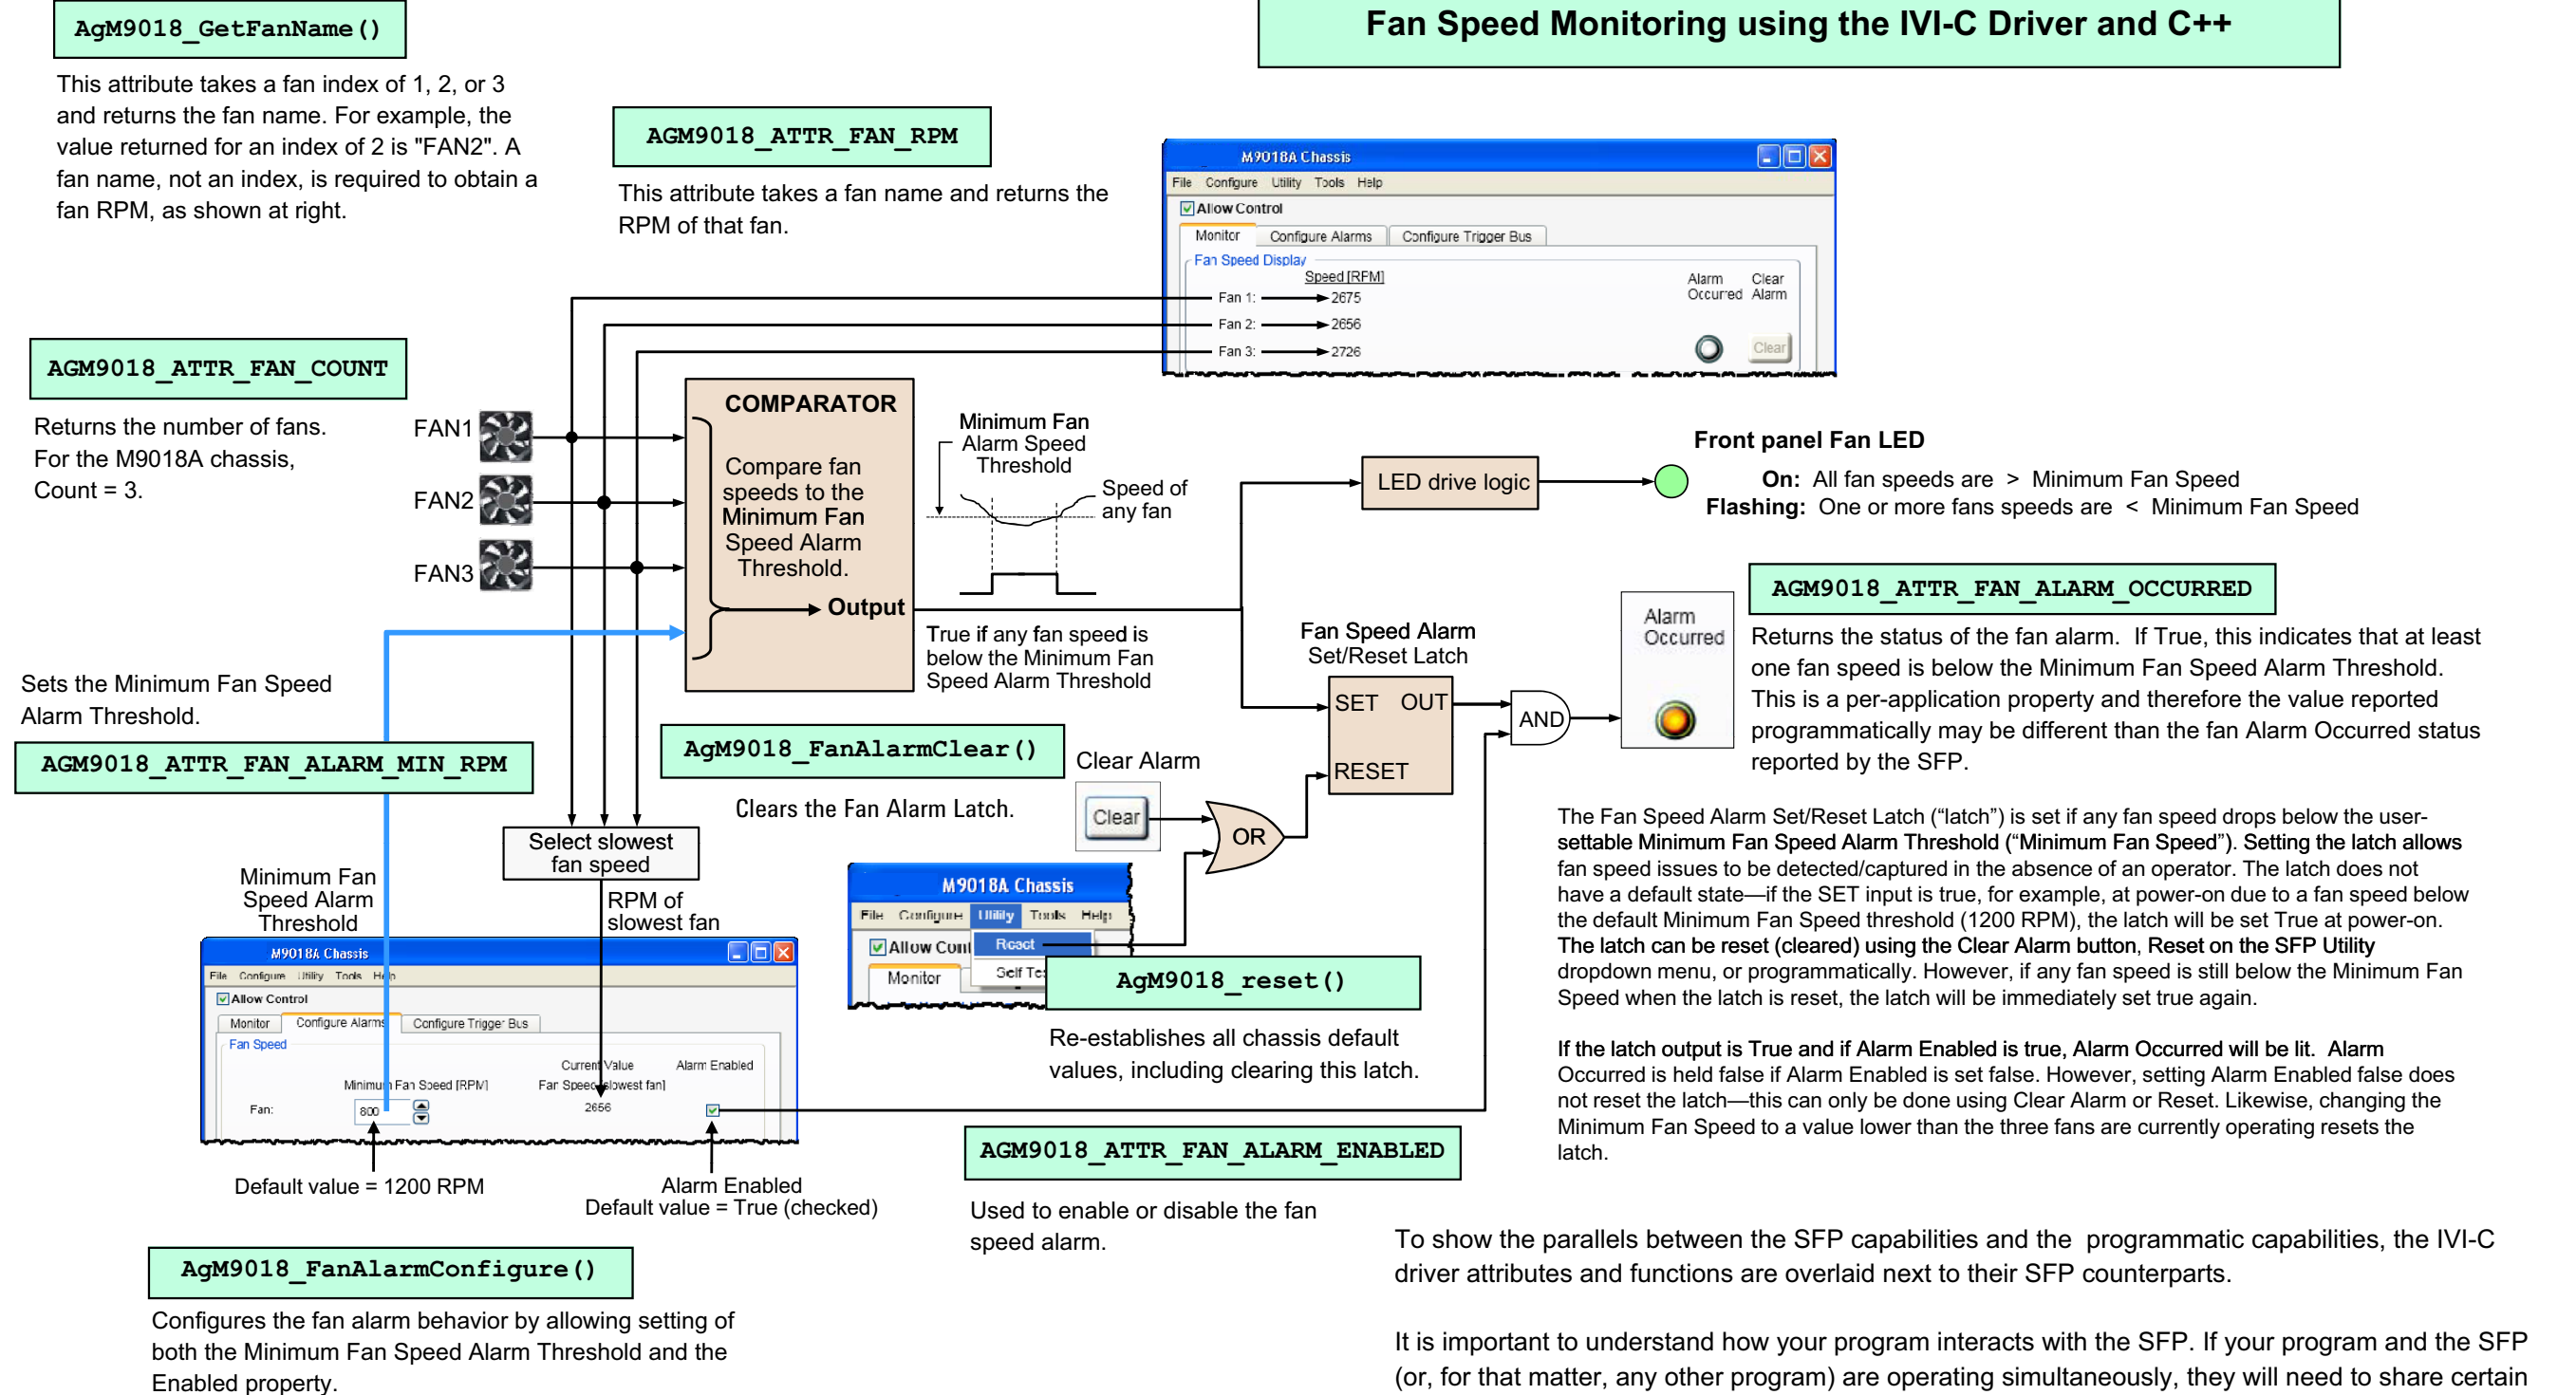 AgM9018_GetFanName()
This attribute takes a fan index of 1, 2, or 3
and returns the fan name. For example, the
value returned for an index of 2 is "FAN2". A
fan name, not an index, is required to obtain a
fan RPM, as shown at right.
Fan Speed Monitoring using the IVI-C Driver and C++
AGM9018_ATTR_FAN_RPM
This attribute takes a fan name and returns the
RPM of that fan.
M9018A Chassis
File Configure Utility Tools Help
Allow Control
Monitor Configure Alarms Configure Trigger Bus
Fan Speed Display
Speed [RPM]
Alarm Occurred
Clear Alarm
Fan 1: 2675
Fan 2: 2656
Fan 3: 2726
Clear
AGM9018_ATTR_FAN_COUNT
Returns the number of fans.
For the M9018A chassis,
Count = 3.
FAN1
FAN2
FAN3
COMPARATOR
Compare fan
speeds to the
Minimum Fan
Speed Alarm
Threshold.
Output
Minimum Fan
Alarm Speed
Threshold
Speed of
any fan
True if any fan speed is
below the Minimum Fan
Speed Alarm Threshold
LED drive logic
Front panel Fan LED
On: All fan speeds are > Minimum Fan Speed
Flashing: One or more fans speeds are < Minimum Fan Speed
Fan Speed Alarm
Set/Reset Latch
SET OUT
RESET
AND
Alarm
Occurred
AGM9018_ATTR_FAN_ALARM_OCCURRED
Returns the status of the fan alarm. If True, this indicates that at least
one fan speed is below the Minimum Fan Speed Alarm Threshold.
This is a per-application property and therefore the value reported
programmatically may be different than the fan Alarm Occurred status
reported by the SFP.
Sets the Minimum Fan Speed
Alarm Threshold.
AGM9018_ATTR_FAN_ALARM_MIN_RPM
AgM9018_FanAlarmClear()
Clears the Fan Alarm Latch.
Clear Alarm
Clear
OR
Select slowest
fan speed
RPM of
slowest fan
Minimum Fan
Speed Alarm
Threshold
M9018A Chassis
File Configure Utility Tools Help
Allow Cont
Reset
Self Tes
Monitor
AgM9018_reset()
Re-establishes all chassis default
values, including clearing this latch.
M9018A Chassis
File Configure Utility Tools Help
Allow Control
Monitor Configure Alarms Configure Trigger Bus
Fan Speed
Current Value Alarm Enabled
Minimum Fan Speed [RPM] Fan Speed [slowest fan]
Fan: 800 2656
Default value = 1200 RPM
Alarm Enabled
Default value = True (checked)
AGM9018_ATTR_FAN_ALARM_ENABLED
Used to enable or disable the fan
speed alarm.
AgM9018_FanAlarmConfigure()
Configures the fan alarm behavior by allowing setting of
both the Minimum Fan Speed Alarm Threshold and the
Enabled property.
The Fan Speed Alarm Set/Reset Latch (“latch”) is set if any fan speed drops below the user-
settable Minimum Fan Speed Alarm Threshold (“Minimum Fan Speed”). Setting the latch allows
fan speed issues to be detected/captured in the absence of an operator. The latch does not
have a default state—if the SET input is true, for example, at power-on due to a fan speed below
the default Minimum Fan Speed threshold (1200 RPM), the latch will be set True at power-on.
The latch can be reset (cleared) using the Clear Alarm button, Reset on the SFP Utility
dropdown menu, or programmatically. However, if any fan speed is still below the Minimum Fan
Speed when the latch is reset, the latch will be immediately set true again.
If the latch output is True and if Alarm Enabled is true, Alarm Occurred will be lit. Alarm
Occurred is held false if Alarm Enabled is set false. However, setting Alarm Enabled false does
not reset the latch—this can only be done using Clear Alarm or Reset. Likewise, changing the
Minimum Fan Speed to a value lower than the three fans are currently operating resets the
latch.
To show the parallels between the SFP capabilities and the programmatic capabilities, the IVI-C
driver attributes and functions are overlaid next to their SFP counterparts.
It is important to understand how your program interacts with the SFP. If your program and the SFP
(or, for that matter, any other program) are operating simultaneously, they will need to share certain